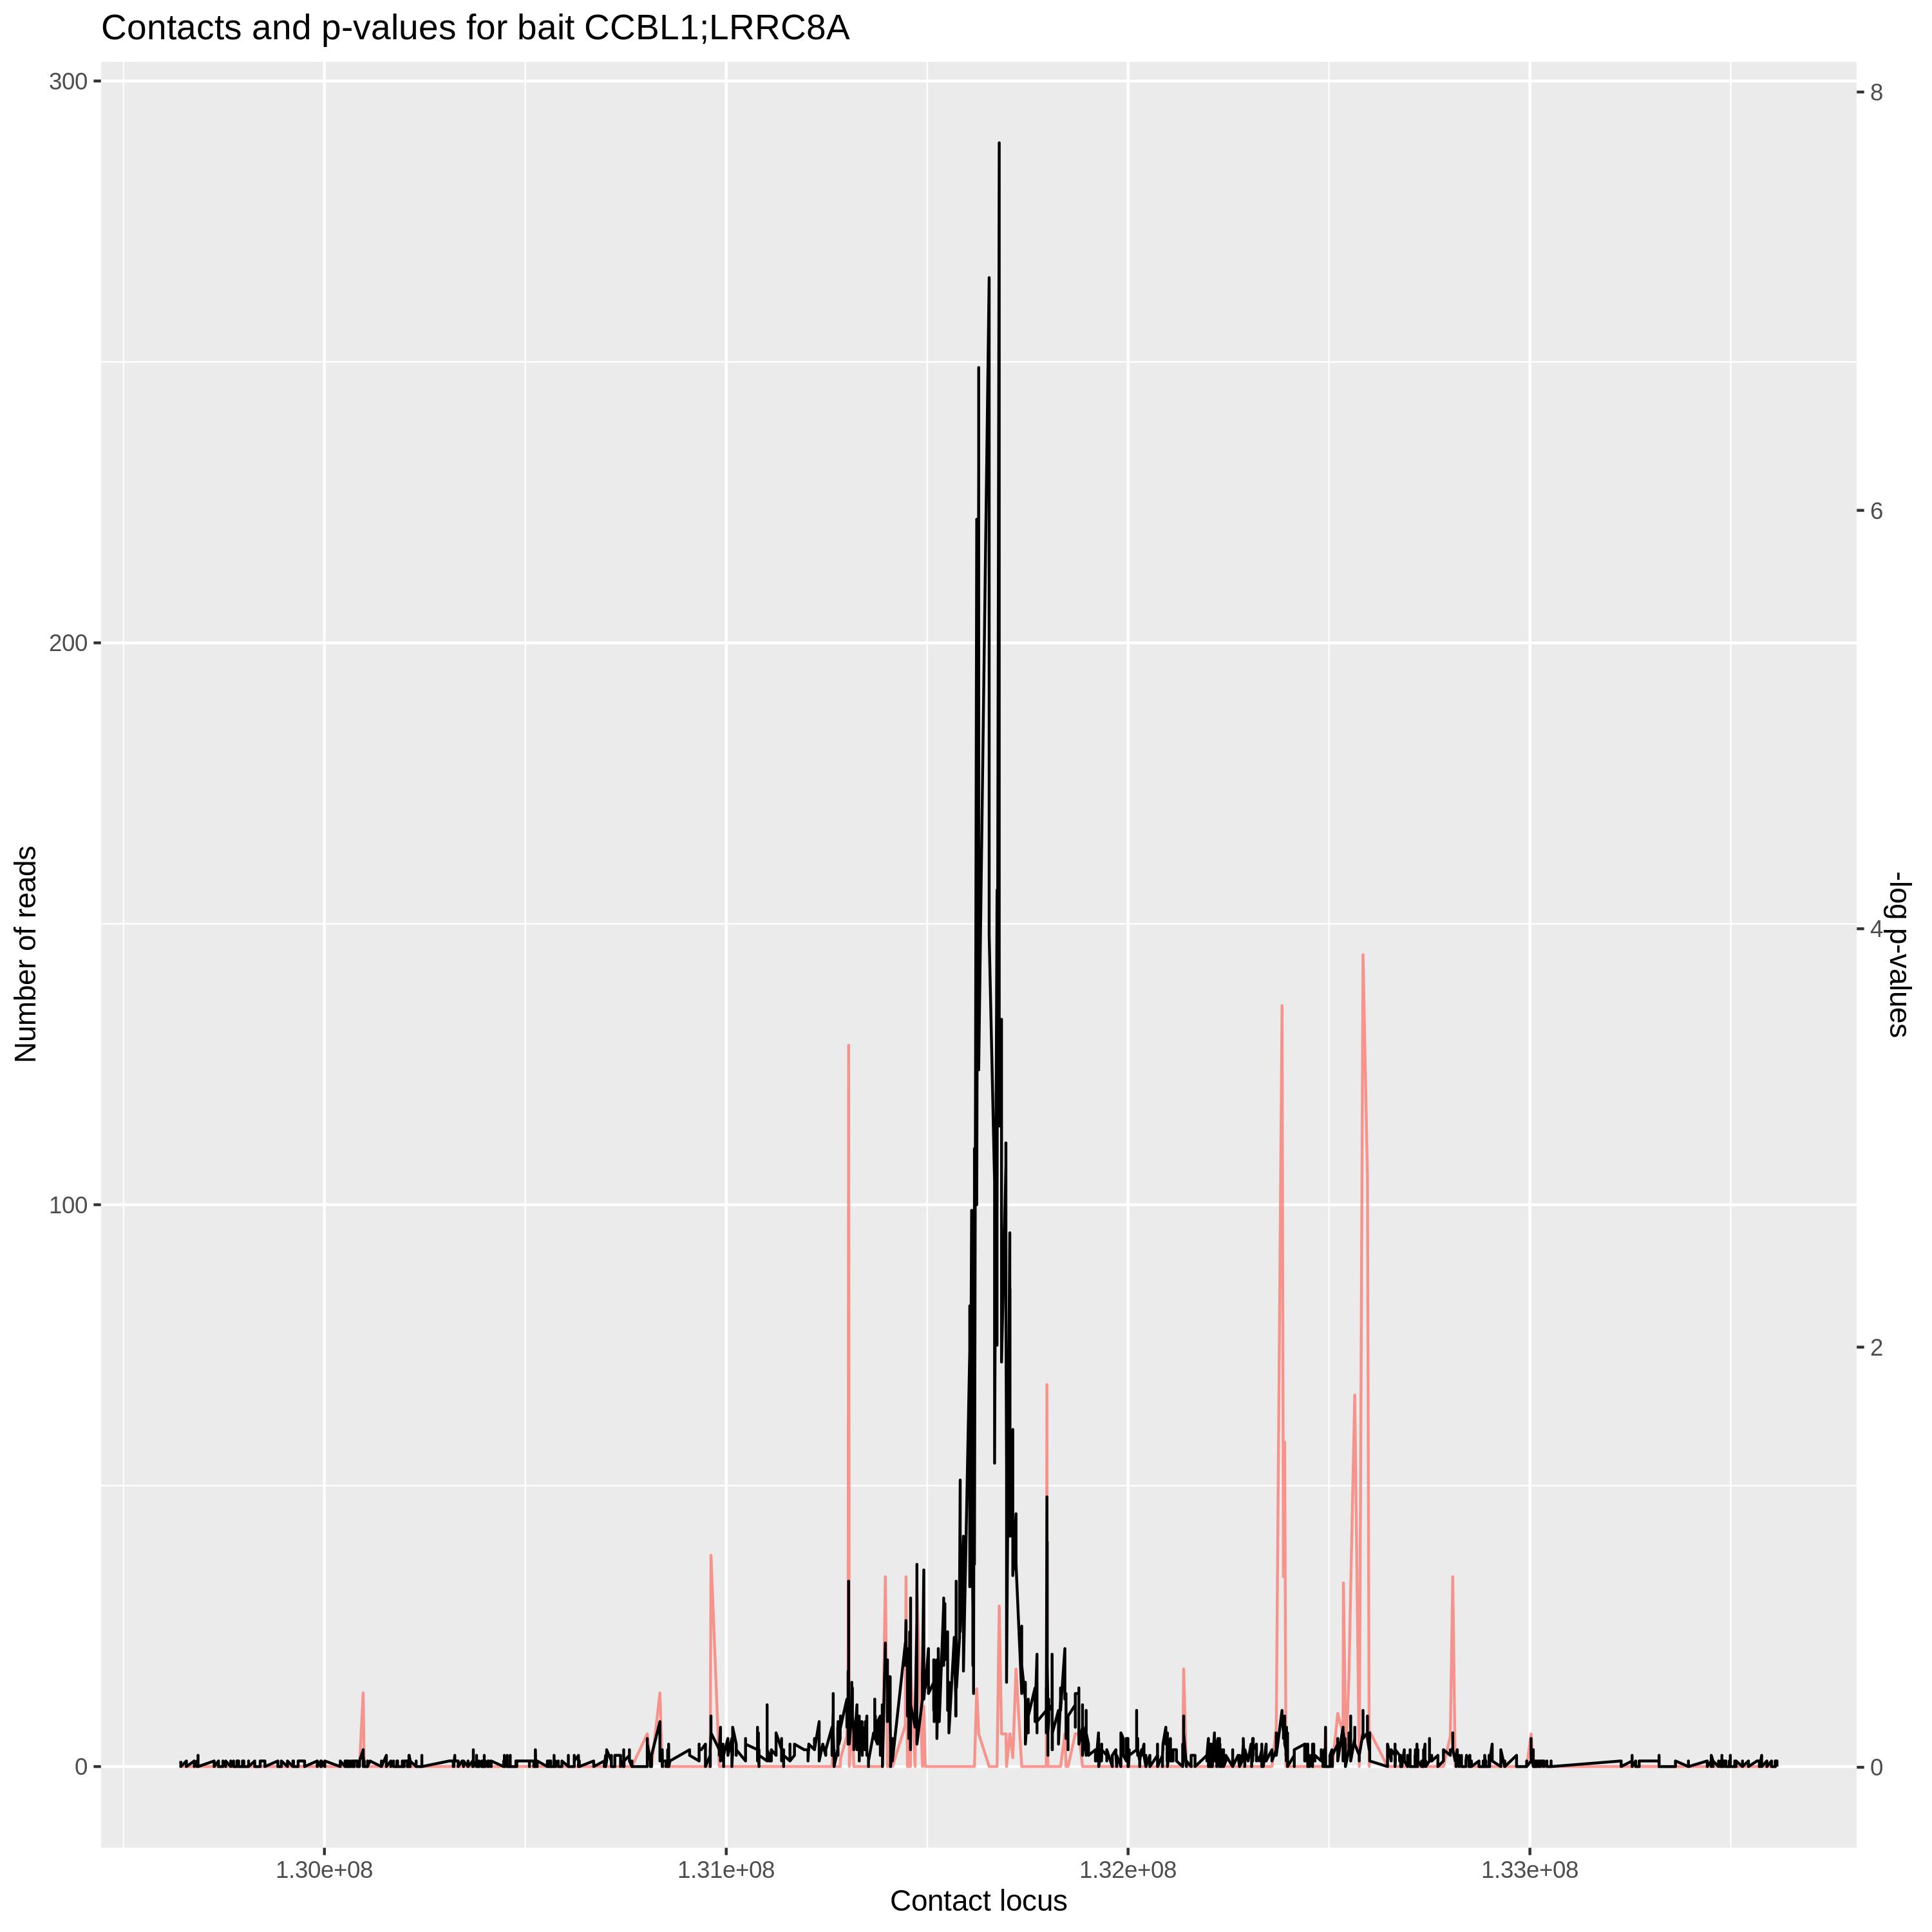 Contacts and p-values for bait CCBL1;LRRC8A
300
200
100
0
Number of reads
8
6
4
2
0
-log p-values
1.30e+08
1.31e+08
1.32e+08
1.33e+08
Contact locus